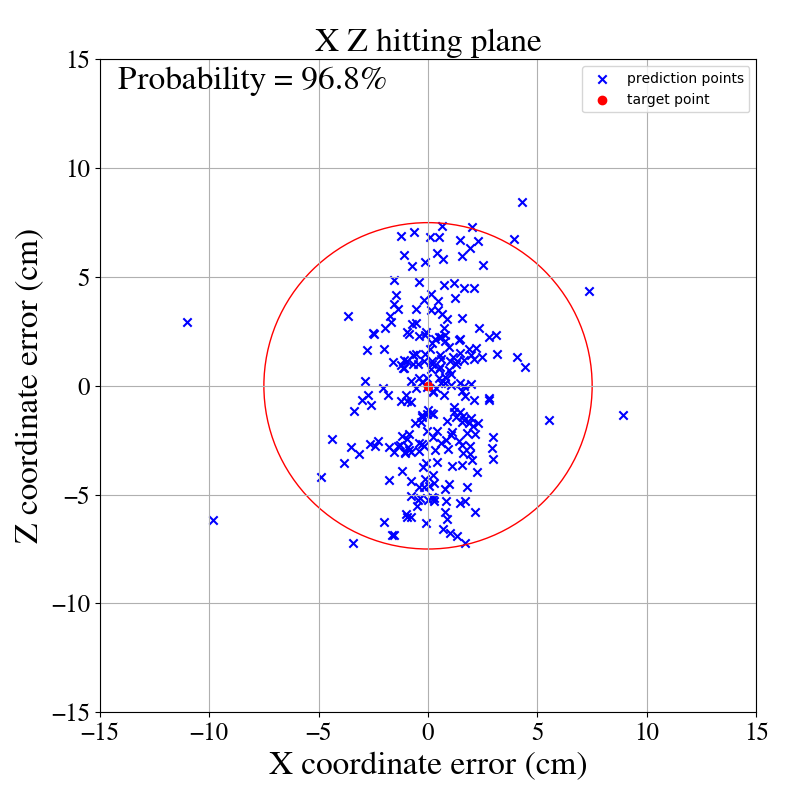 X Z hitting plane
Probability = 96.8%
prediction points
target point
15
10
5
0
−5
−10
−15
Z coordinate error (cm)
−15 −10 −5 0 5 10 15
X coordinate error (cm)